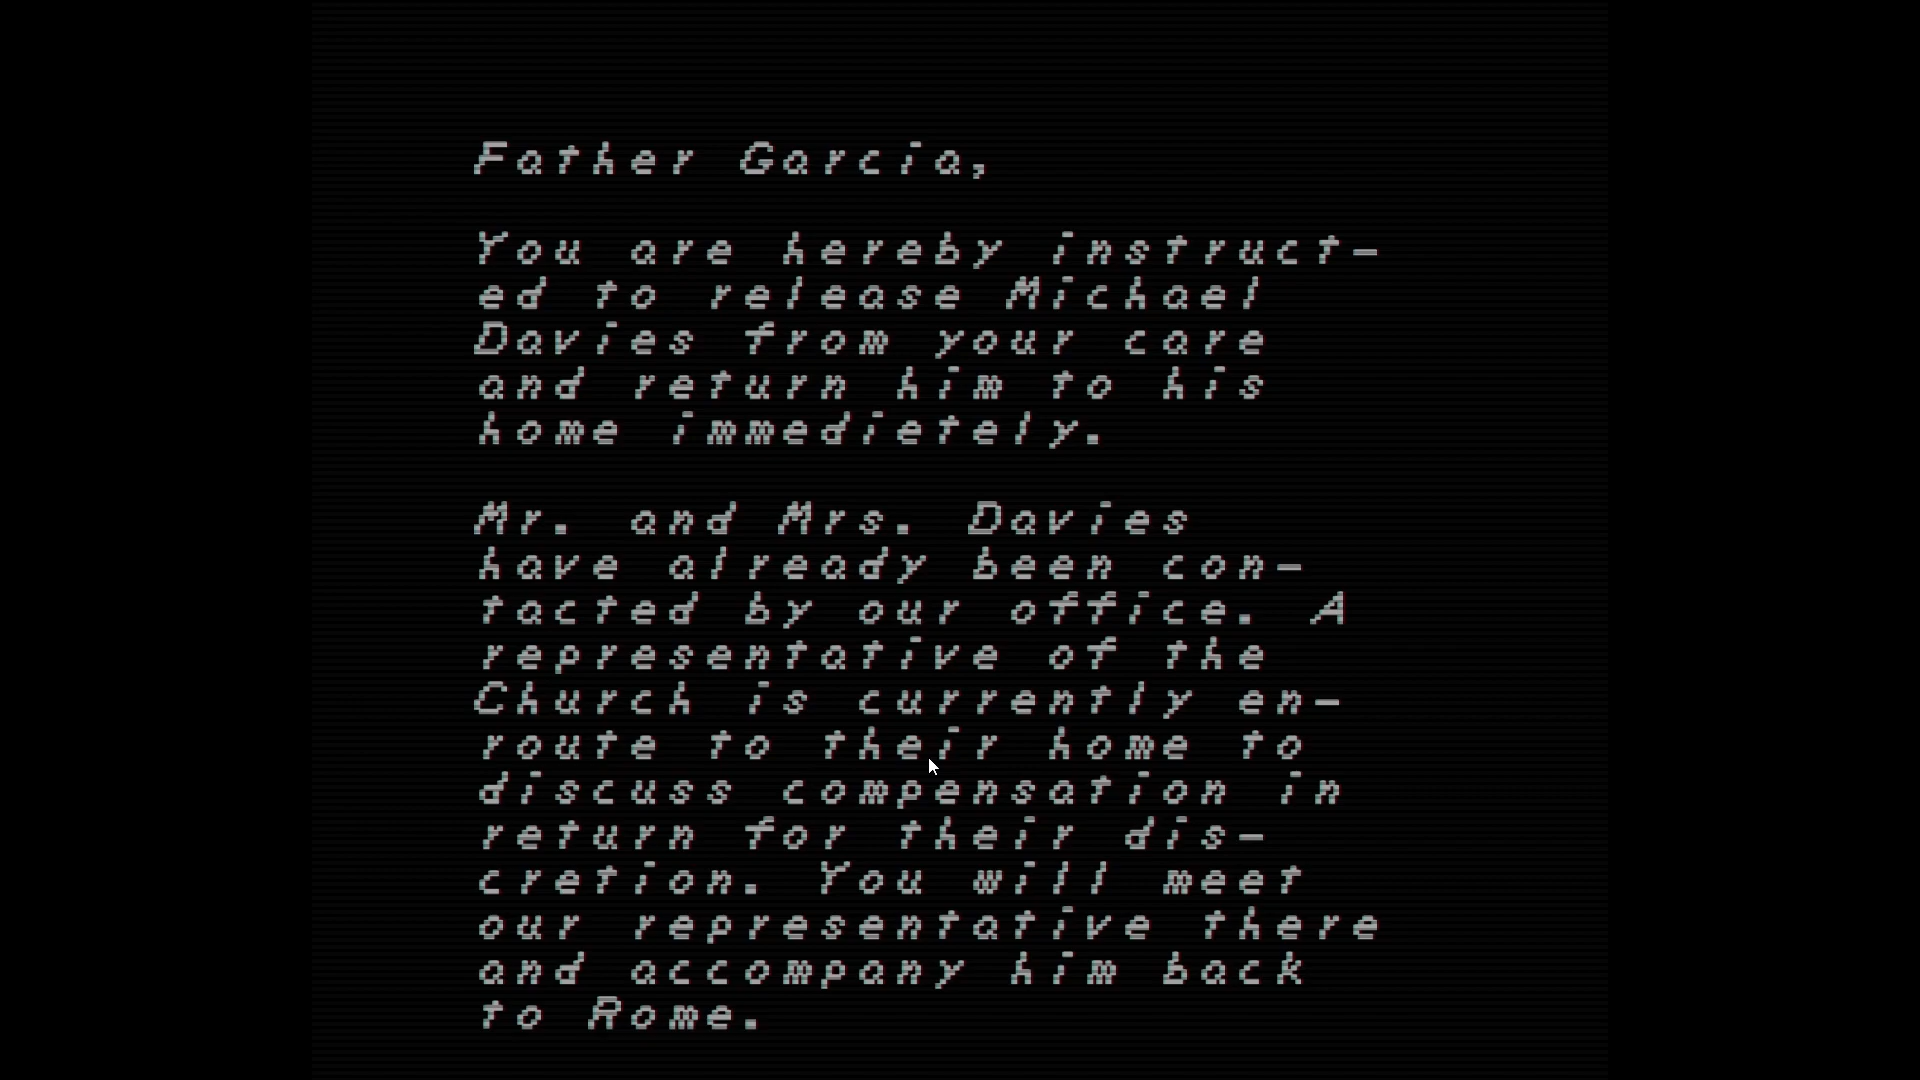 Father Garcia,
You are hereby instruct-
ed to release Michael
Davies from your care
and return him to his
home immedietely.
Mr. and Mrs. Davies
have already been con-
tacted by our office. A
representative of the
Church is currently en-
route to their home to
discuss compensation in
return for their dis-
cretion. You will meet
our representative there
and accompany him back
to Rome.